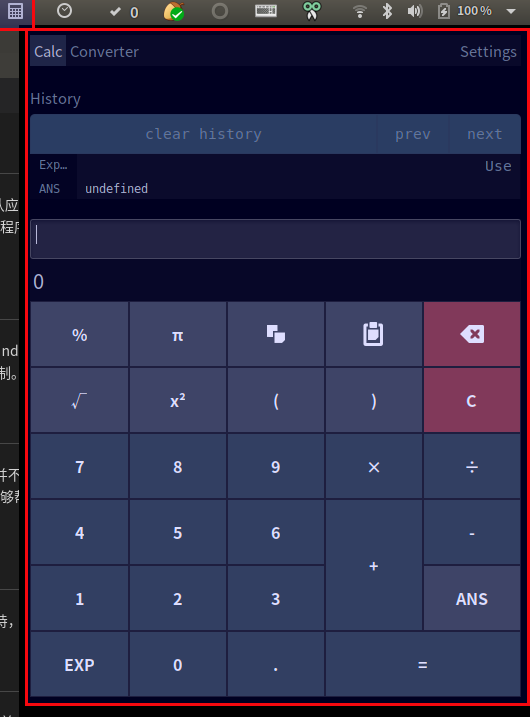 0
100 %
Calc Converter Settings
History
clear history prev next
Exp… Use
ANS undefined
0
% π
√ x² ( ) C
7 8 9 × ÷
4 5 6 + -
1 2 3 ANS
EXP 0 . =
认应
程序
nd
制。
并不
够帮
持，